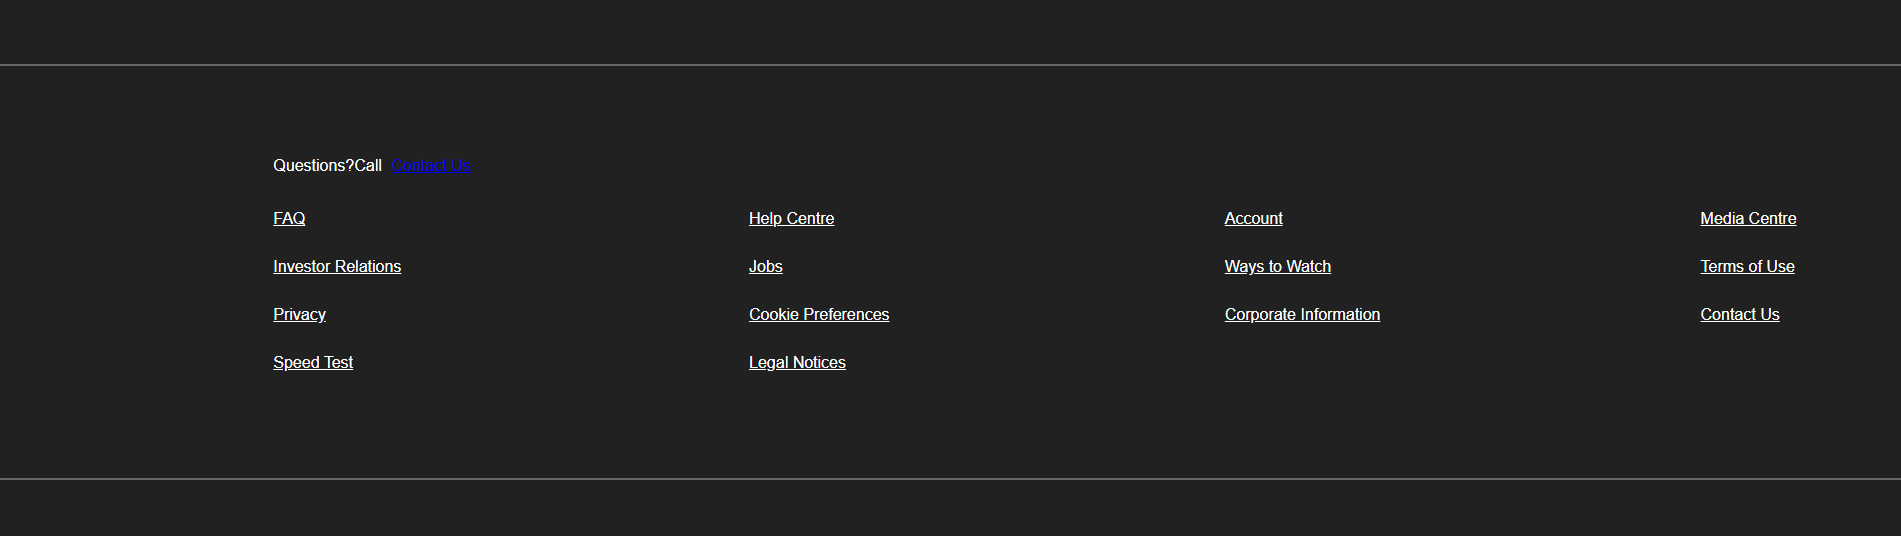 Questions?Call Contact Us
FAQ Help Centre Account Media Centre
Investor Relations Jobs Ways to Watch Terms of Use
Privacy Cookie Preferences Corporate Information Contact Us
Speed Test Legal Notices